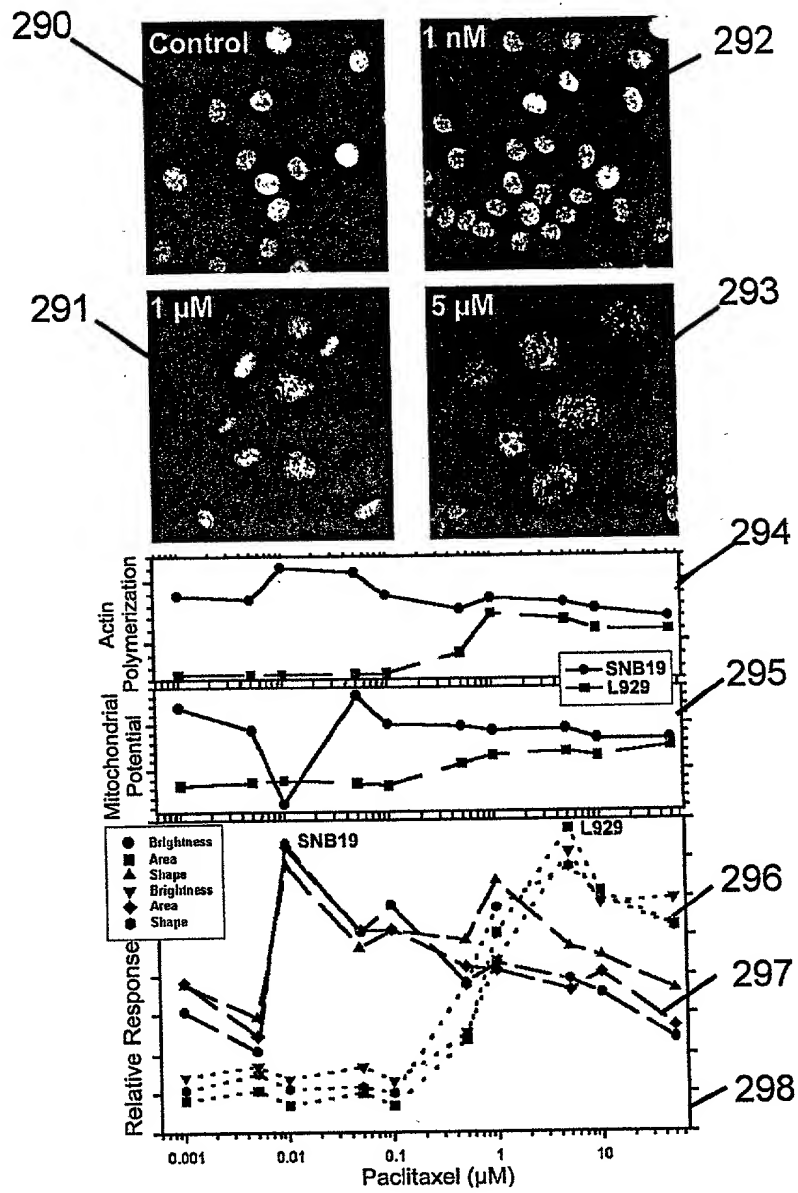 290
Control
1 nM
292
291
1 µM
5 µM
293
294
Actin
Polymerization
SNB19
L929
295
Mitochondrial
Potential
Brightness
Area
Shape
Brightness
Area
Shape
SNB19
L929
296
297
Relative Response
298
0.001
0.01
0.1
1
10
Paclitaxel (µM)